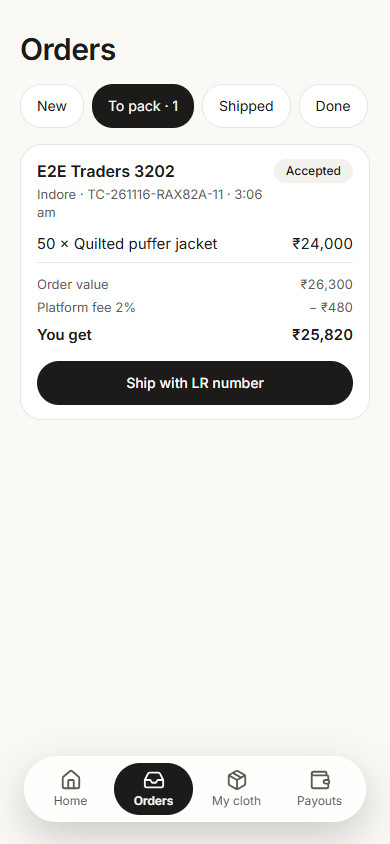 Orders
New
To pack · 1
Shipped
Done
E2E Traders 3202
Accepted
Indore · TC-261116-RAX82A-11 · 3:06
am
50 × Quilted puffer jacket ₹24,000
Order value ₹26,300
Platform fee 2% − ₹480
You get ₹25,820
Ship with LR number
Home
Orders
My cloth
Payouts